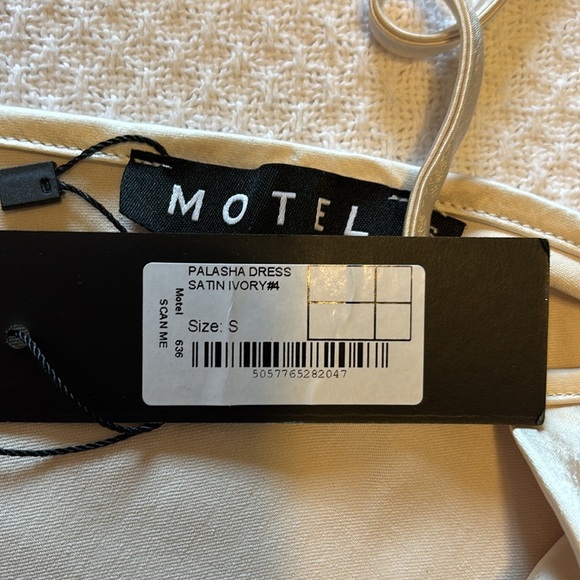 MOTEL
PALASHA DRESS
SATIN IVORY#4
Size: S
Motel 636
SCAN ME
5057765282047